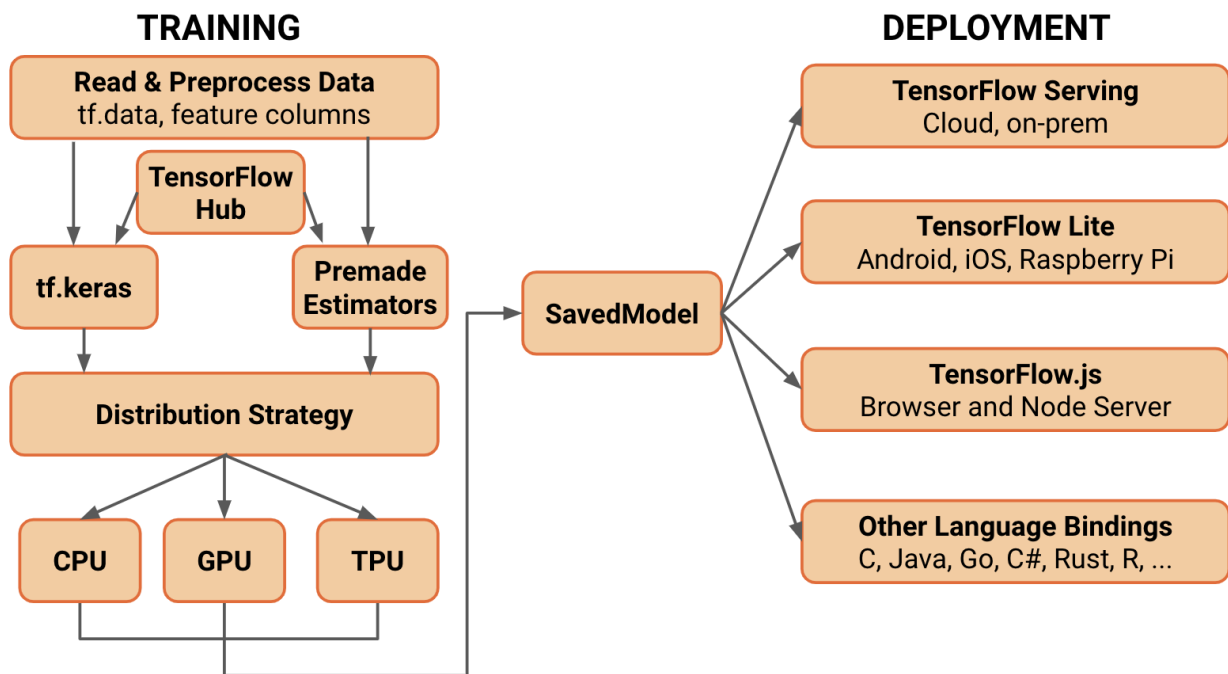 TRAINING
Read & Preprocess Data
tf.data, feature columns
TensorFlow
Hub
tf.keras
Premade
Estimators
Distribution Strategy
CPU
GPU
TPU
SavedModel
DEPLOYMENT
TensorFlow Serving
Cloud, on-prem
TensorFlow Lite
Android, iOS, Raspberry Pi
TensorFlow.js
Browser and Node Server
Other Language Bindings
C, Java, Go, C#, Rust, R, ...